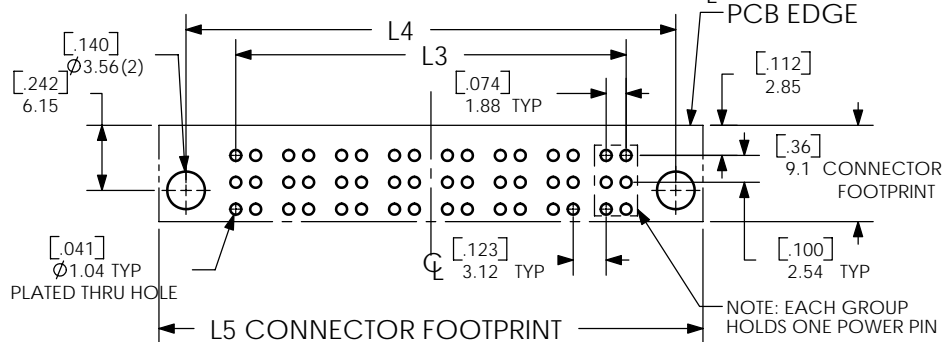 PCB EDGE
L4
[.140]
Ø3.56(2)
L3
[.242]
6.15
[.074]
1.88 TYP
[.112]
2.85
[.36]
9.1 CONNECTOR
FOOTPRINT
[.041]
Ø1.04 TYP
PLATED THRU HOLE
℄
[.123]
3.12 TYP
[.100]
2.54 TYP
L5 CONNECTOR FOOTPRINT
NOTE: EACH GROUP
HOLDS ONE POWER PIN